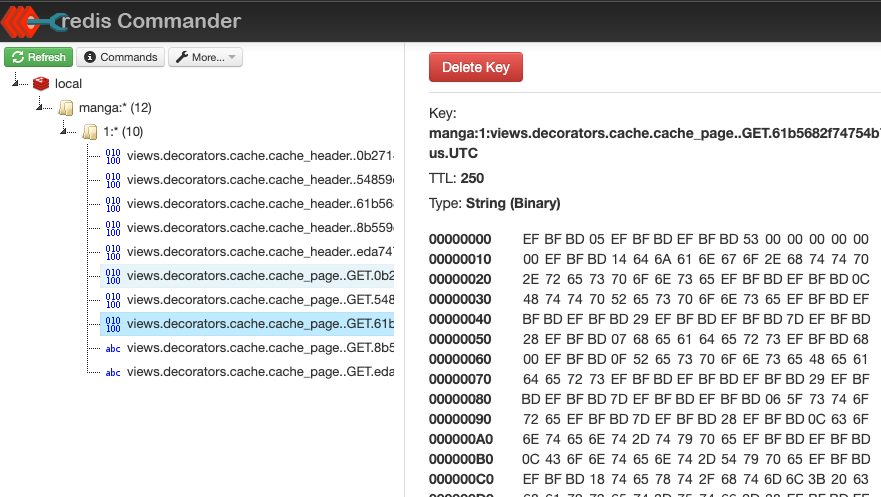 redis Commander
Refresh Commands More...
local
manga:* (12)
1:* (10)
010 100 views.decorators.cache.cache_header..0b271
010 100 views.decorators.cache.cache_header..54859
010 100 views.decorators.cache.cache_header..61b56
010 100 views.decorators.cache.cache_header..8b559
010 100 views.decorators.cache.cache_header..eda74
010 100 views.decorators.cache.cache_page..GET.0b2
010 100 views.decorators.cache.cache_page..GET.548
010 100 views.decorators.cache.cache_page..GET.61b
abc views.decorators.cache.cache_page..GET.8b5
abc views.decorators.cache.cache_page..GET.eda
Delete Key
Key:
manga:1:views.decorators.cache.cache_page..GET.61b5682f74754b
us.UTC
TTL: 250
Type: String (Binary)
00000000 EF BF BD 05 EF BF BD EF BF BD 53 00 00 00 00 00
00000010 00 EF BF BD 14 64 6A 61 6E 67 6F 2E 68 74 74 70
00000020 2E 72 65 73 70 6F 6E 73 65 EF BF BD EF BF BD 0C
00000030 48 74 74 70 52 65 73 70 6F 6E 73 65 EF BF BD EF
00000040 BF BD EF BF BD 29 EF BF BD EF BF BD 7D EF BF BD
00000050 28 EF BF BD 07 68 65 61 64 65 72 73 EF BF BD 68
00000060 00 EF BF BD 0F 52 65 73 70 6F 6E 73 65 48 65 61
00000070 64 65 72 73 EF BF BD EF BF BD EF BF BD 29 EF BF
00000080 BD EF BF BD 7D EF BF BD EF BF BD 06 5F 73 74 6F
00000090 72 65 EF BF BD 7D EF BF BD 28 EF BF BD 0C 63 6F
000000A0 6E 74 65 6E 74 2D 74 79 70 65 EF BF BD EF BF BD
000000B0 0C 43 6F 6E 74 65 6E 74 2D 54 79 70 65 EF BF BD
000000C0 EF BF BD 18 74 65 78 74 2F 68 74 6D 6C 3B 20 63